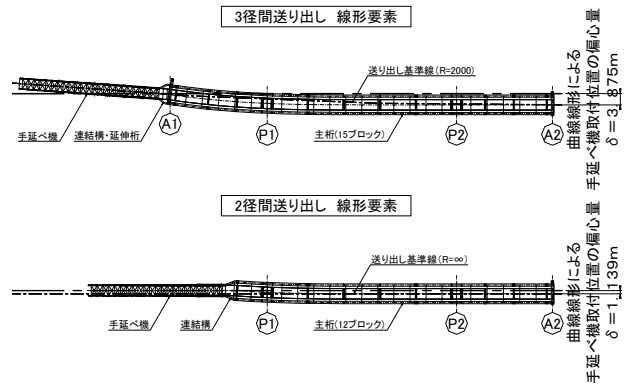 3径間送り出し 線形要素
送り出し基準線(R=2000)
手延べ機
連結構・延伸桁
A1
P1
主桁(15ブロック)
P2
A2
曲線線形による
手延べ機取付位置の偏心量
δ=3.875m
2径間送り出し 線形要素
送り出し基準線(R=∞)
手延べ機
連結構
P1
主桁(12ブロック)
P2
A2
曲線線形による
手延べ機取付位置の偏心量
δ=1.139m